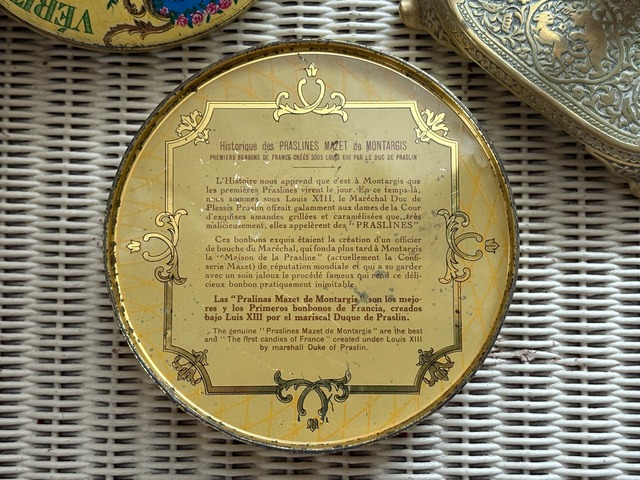 VÉRIT
Historique des PRASLINES MAZET de MONTARGIS
PREMIERS BONBONS DE FRANCE CRÉÉS SOUS LOUIS XIII PAR LE DUC DE PRASLIN
L'Histoire nous apprend que c'est à Montargis que
les premières Praslines virent le jour. En ce temps-là,
nous sommes sous Louis XIII, le Maréchal Duc de
Plessis Praslin offrait galamment aux dames de la Cour
d'exquises amandes grillées et caramélisées que, très
malicieusement, elles appelèrent des "PRASLINES".
Ces bonbons exquis étaient la création d'un officier
de bouche du Maréchal, qui fonda plus tard à Montargis
la "Maison de la Prasline" (actuellement la Confi-
serie Mazet) de réputation mondiale et qui a su garder
avec un soin jaloux le procédé fameux qui rend ce déli-
cieux bonbon pratiquement inimitable.
Las "Pralinas Mazet de Montargis" son los mejo-
res y los Primeros bonbonos de Francia, creados
bajo Luis XIII por el mariscal Duque de Praslin.
The genuine "Praslines Mazet de Montargis" are the best
and "The first candies of France" created under Louis XIII
by marshall Duke of Praslin.